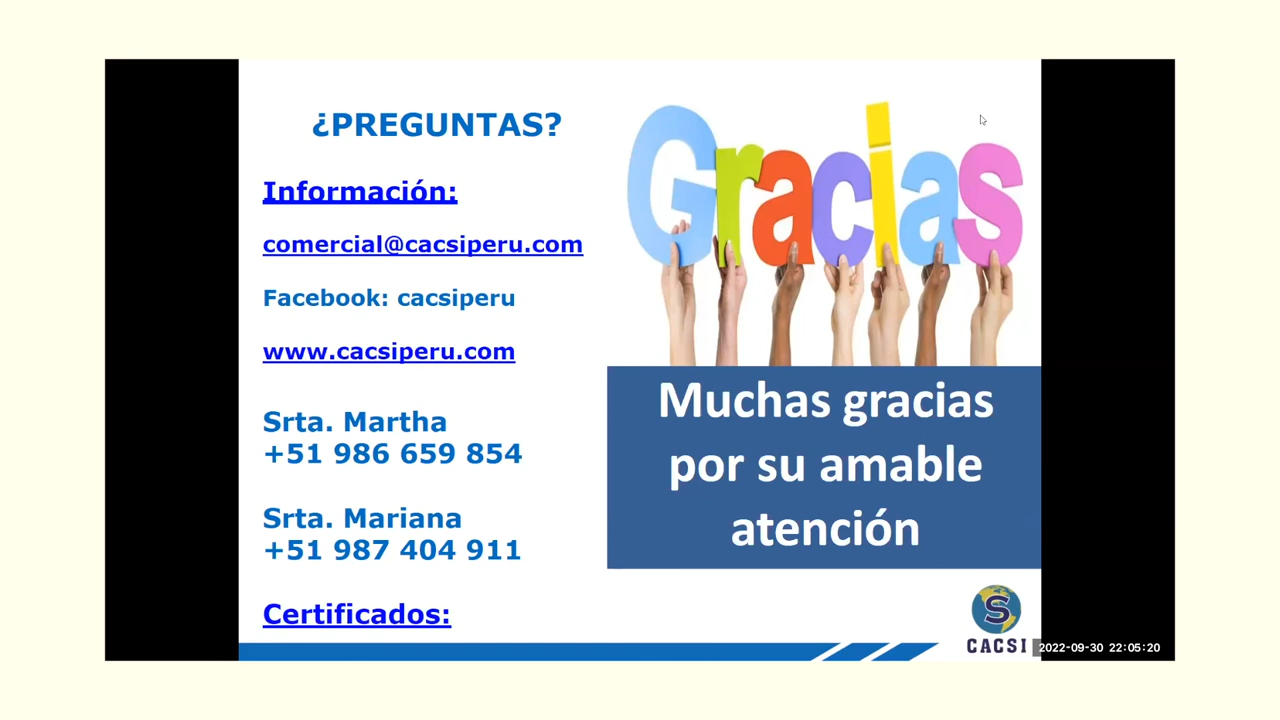 ¿PREGUNTAS?
Información:
comercial@cacsiperu.com
Facebook: cacsiperu
www.cacsiperu.com
Srta. Martha
+51 986 659 854
Srta. Mariana
+51 987 404 911
Certificados:
Gracias
Muchas gracias
por su amable
atención
S
CACSI
2022-09-30 22:05:20